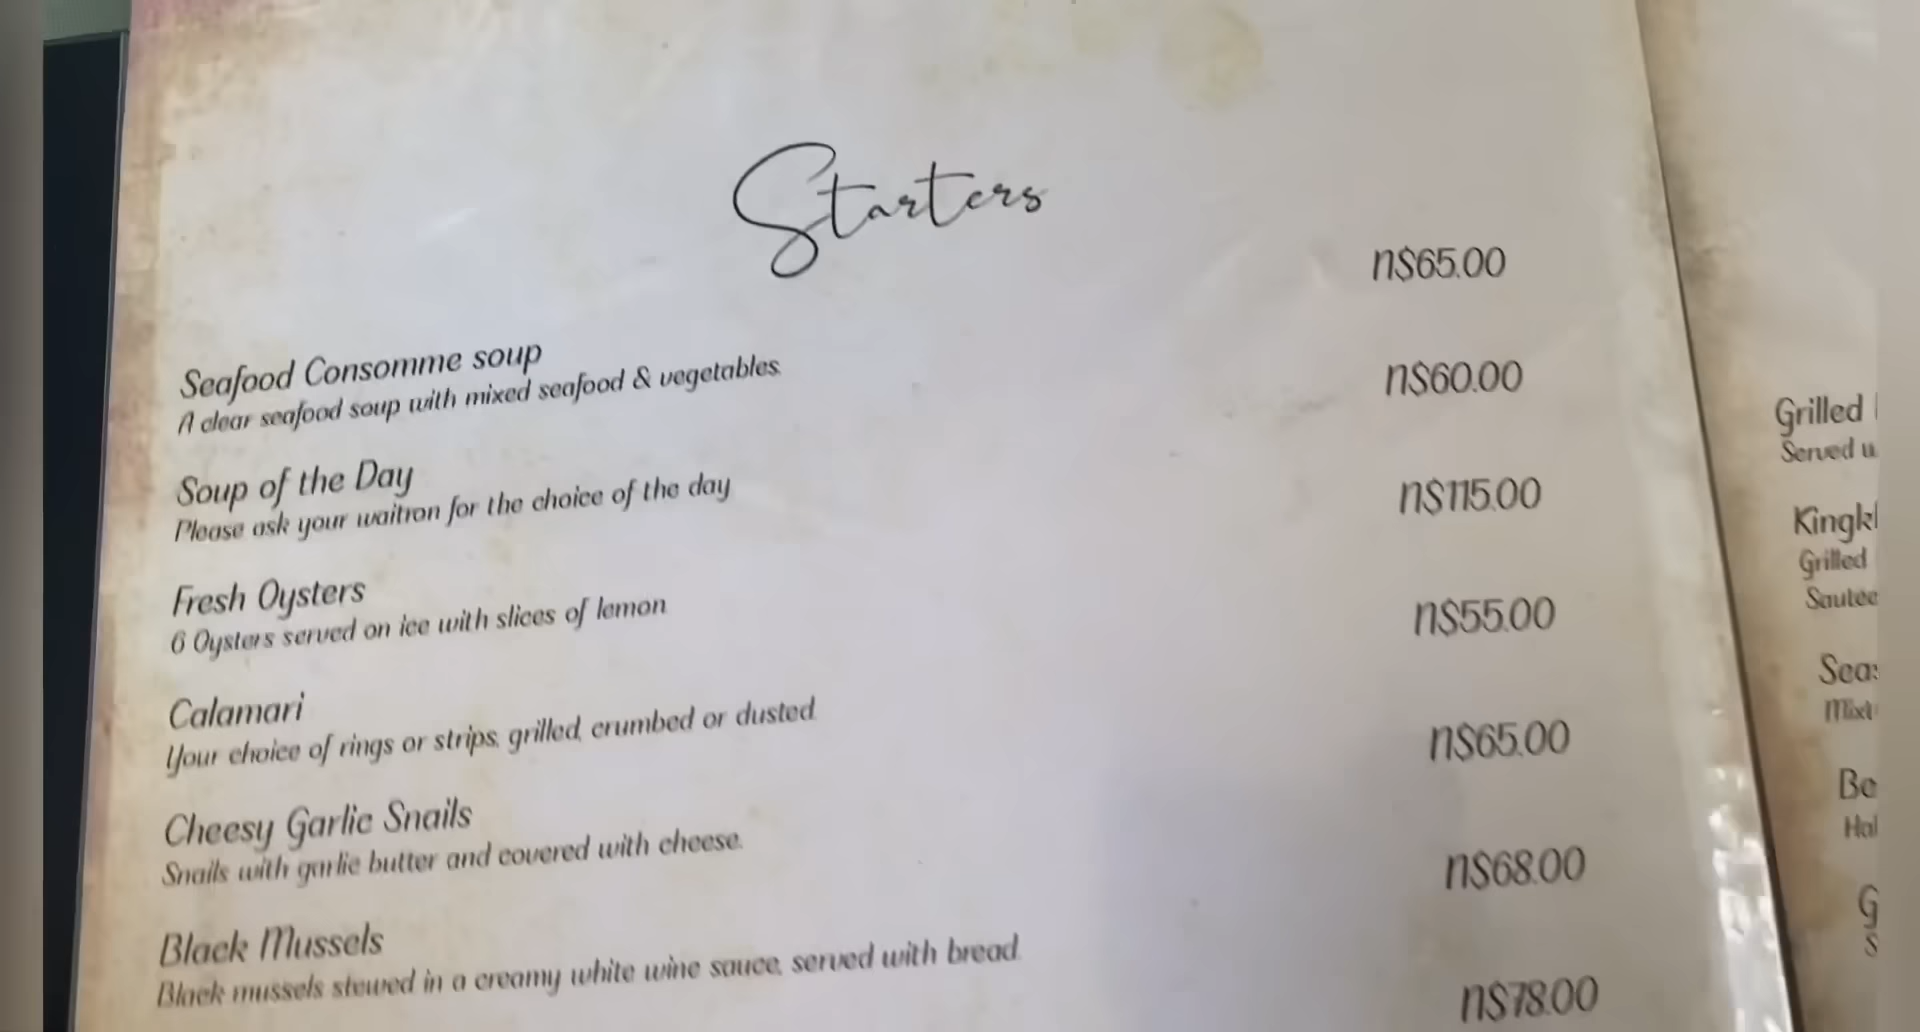 Starters
Seafood Consomme soup n$65.00
A clear seafood soup with mixed seafood & vegetables.
Soup of the Day n$60.00
Please ask your waitron for the choice of the day
Fresh Oysters n$115.00
6 Oysters served on ice with slices of lemon
Calamari n$55.00
Your choice of rings or strips, grilled, crumbed or dusted.
Cheesy Garlic Snails n$65.00
Snails with garlic butter and covered with cheese.
Black Mussels n$68.00
Black mussels stewed in a creamy white wine sauce, served with bread.
n$78.00
Grilled
Served
Grilled